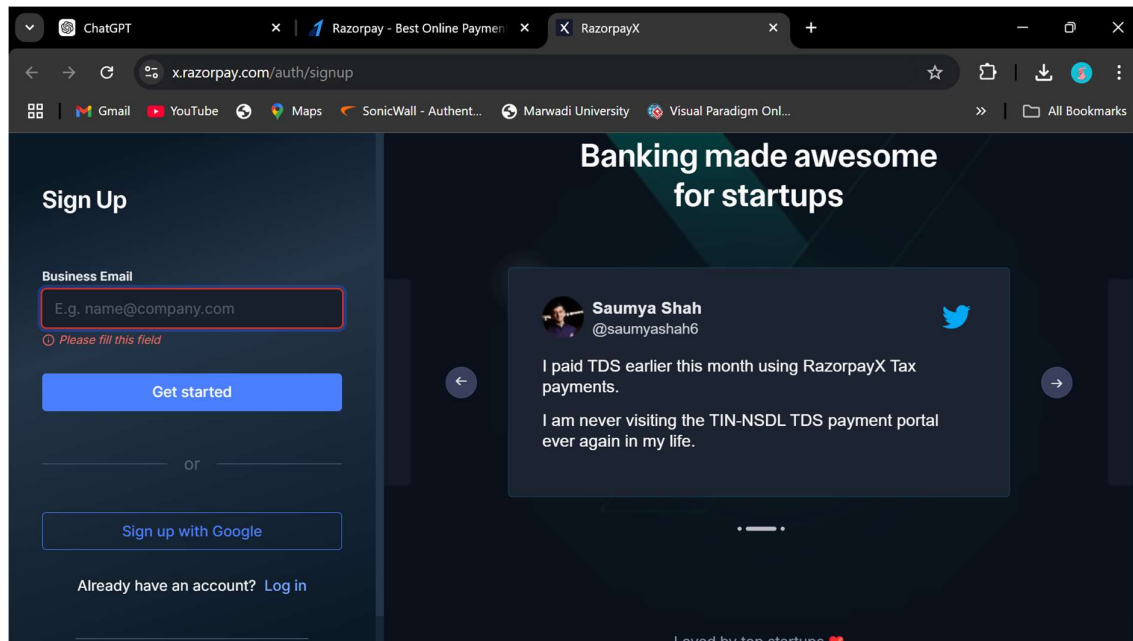 ChatGPT
Razorpay - Best Online Paymen
RazorpayX
x.razorpay.com/auth/signup
Gmail
YouTube
Maps
SonicWall - Authent...
Marwadi University
Visual Paradigm Onl...
»
All Bookmarks
Sign Up
Business Email
E.g. name@company.com
Please fill this field
Get started
or
Sign up with Google
Already have an account? Log in
Banking made awesome
for startups
Saumya Shah
@saumyashah6
I paid TDS earlier this month using RazorpayX Tax
payments.
I am never visiting the TIN-NSDL TDS payment portal
ever again in my life.
Loved by top startups ❤️